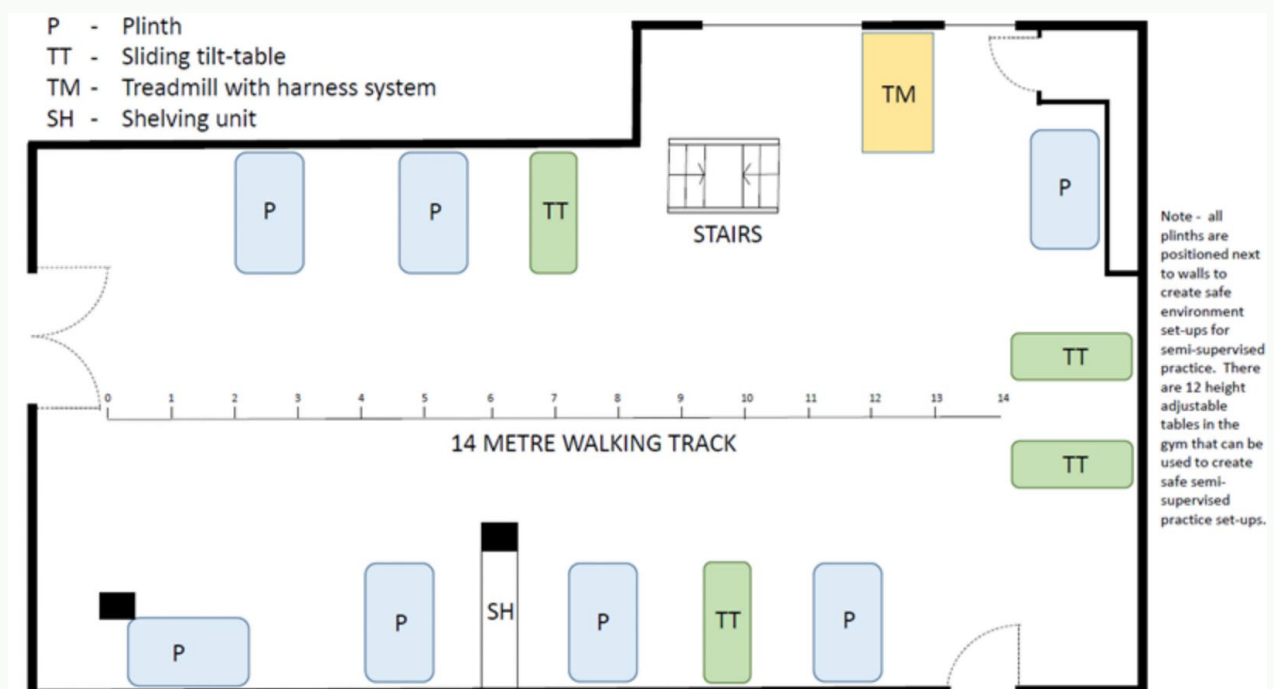 P - Plinth
TT - Sliding tilt-table
TM - Treadmill with harness system
SH - Shelving unit
TM
P
P
TT
P
STAIRS
Note - all
plinths are
positioned next
to walls to
create safe
environment
set-ups for
semi-supervised
practice. There
are 12 height
adjustable
tables in the
gym that can be
used to create
safe semi-
supervised
practice set-ups.
TT
0 1 2 3 4 5 6 7 8 9 10 11 12 13 14
14 METRE WALKING TRACK
TT
P
SH
P
TT
P
P